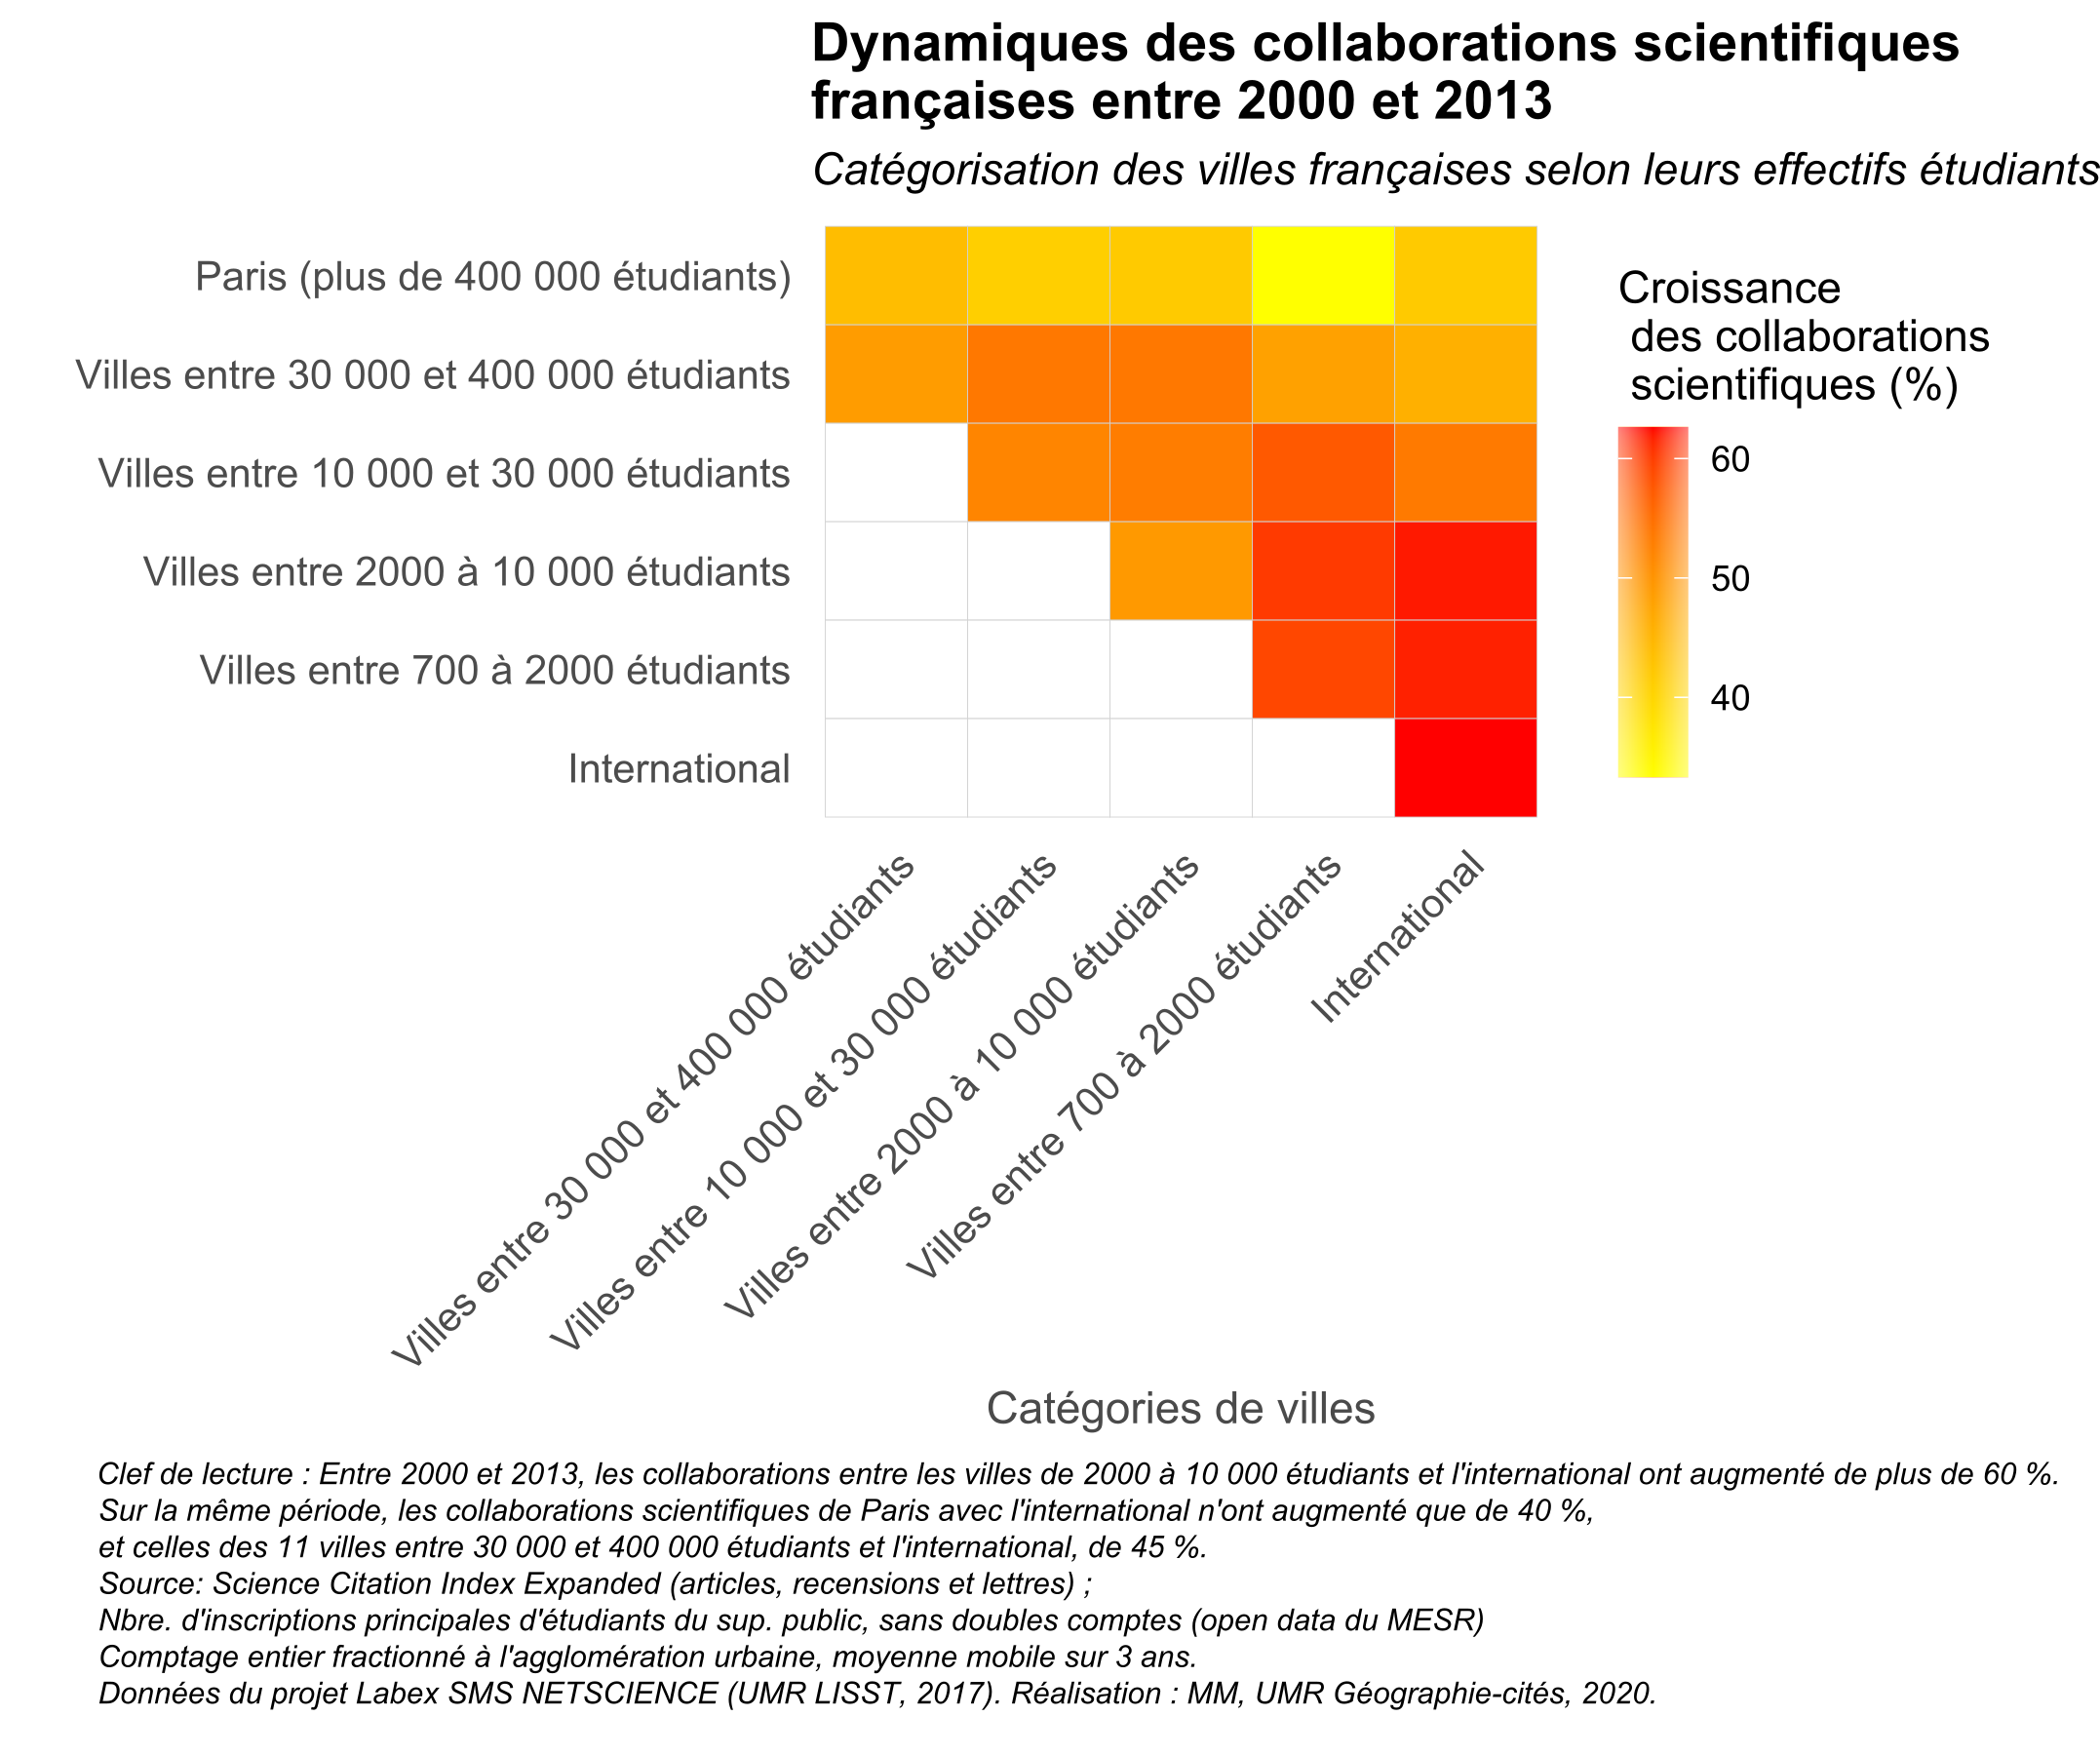 Dynamiques des collaborations scientifiques
françaises entre 2000 et 2013
Catégorisation des villes françaises selon leurs effectifs étudiants
Paris (plus de 400 000 étudiants)
Villes entre 30 000 et 400 000 étudiants
Villes entre 10 000 et 30 000 étudiants
Villes entre 2000 à 10 000 étudiants
Villes entre 700 à 2000 étudiants
International
Croissance
des collaborations
scientifiques (%)
60
50
40
Villes entre 30 000 et 400 000 étudiants
Villes entre 10 000 et 30 000 étudiants
Villes entre 2000 à 10 000 étudiants
Villes entre 700 à 2000 étudiants
International
Catégories de villes
Clef de lecture : Entre 2000 et 2013, les collaborations entre les villes de 2000 à 10 000 étudiants et l'international ont augmenté de plus de 60 %.
Sur la même période, les collaborations scientifiques de Paris avec l'international n'ont augmenté que de 40 %,
et celles des 11 villes entre 30 000 et 400 000 étudiants et l'international, de 45 %.
Source: Science Citation Index Expanded (articles, recensions et lettres) ;
Nbre. d'inscriptions principales d'étudiants du sup. public, sans doubles comptes (open data du MESR)
Comptage entier fractionné à l'agglomération urbaine, moyenne mobile sur 3 ans.
Données du projet Labex SMS NETSCIENCE (UMR LISST, 2017). Réalisation : MM, UMR Géographie-cités, 2020.